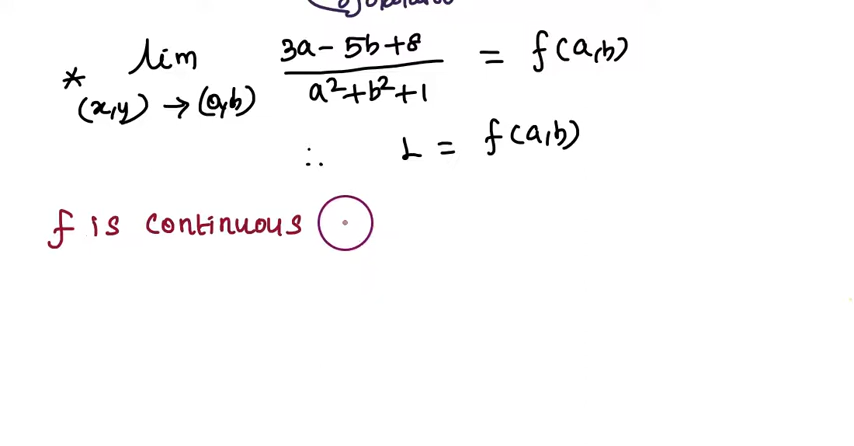 * lim (x,y) → (a,b) 3a - 5b + 8 / a² + b² + 1 = f(a,b)
∴ L = f(a,b)
f is continuous